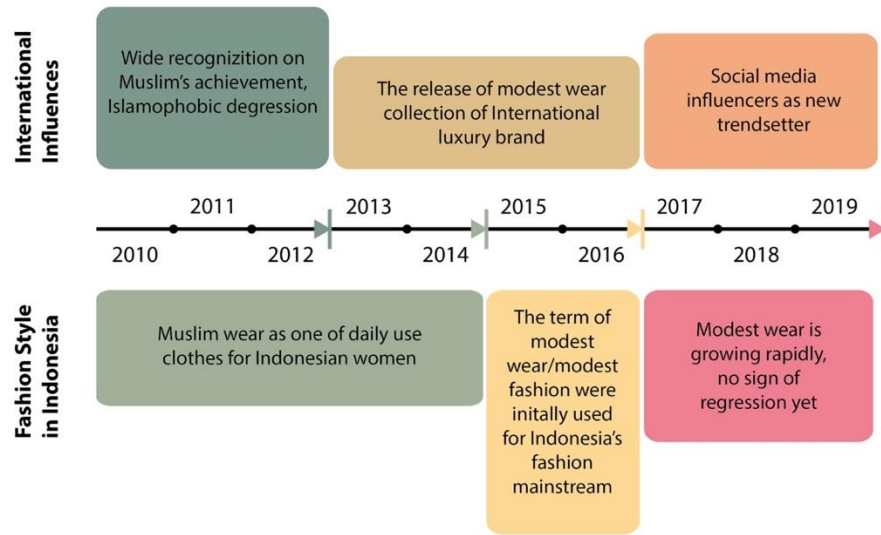 International
Influences
Wide recognizition on
Muslim's achievement,
Islamophobic degression
The release of modest wear
collection of International
luxury brand
Social media
influencers as new
trendsetter
2011
2013
2015
2017
2019
2010
2012
2014
2016
2018
Fashion Style
in Indonesia
Muslim wear as one of daily use
clothes for Indonesian women
The term of
modest
wear/modest
fashion were
initally used
for Indonesia's
fashion
mainstream
Modest wear is
growing rapidly,
no sign of
regression yet